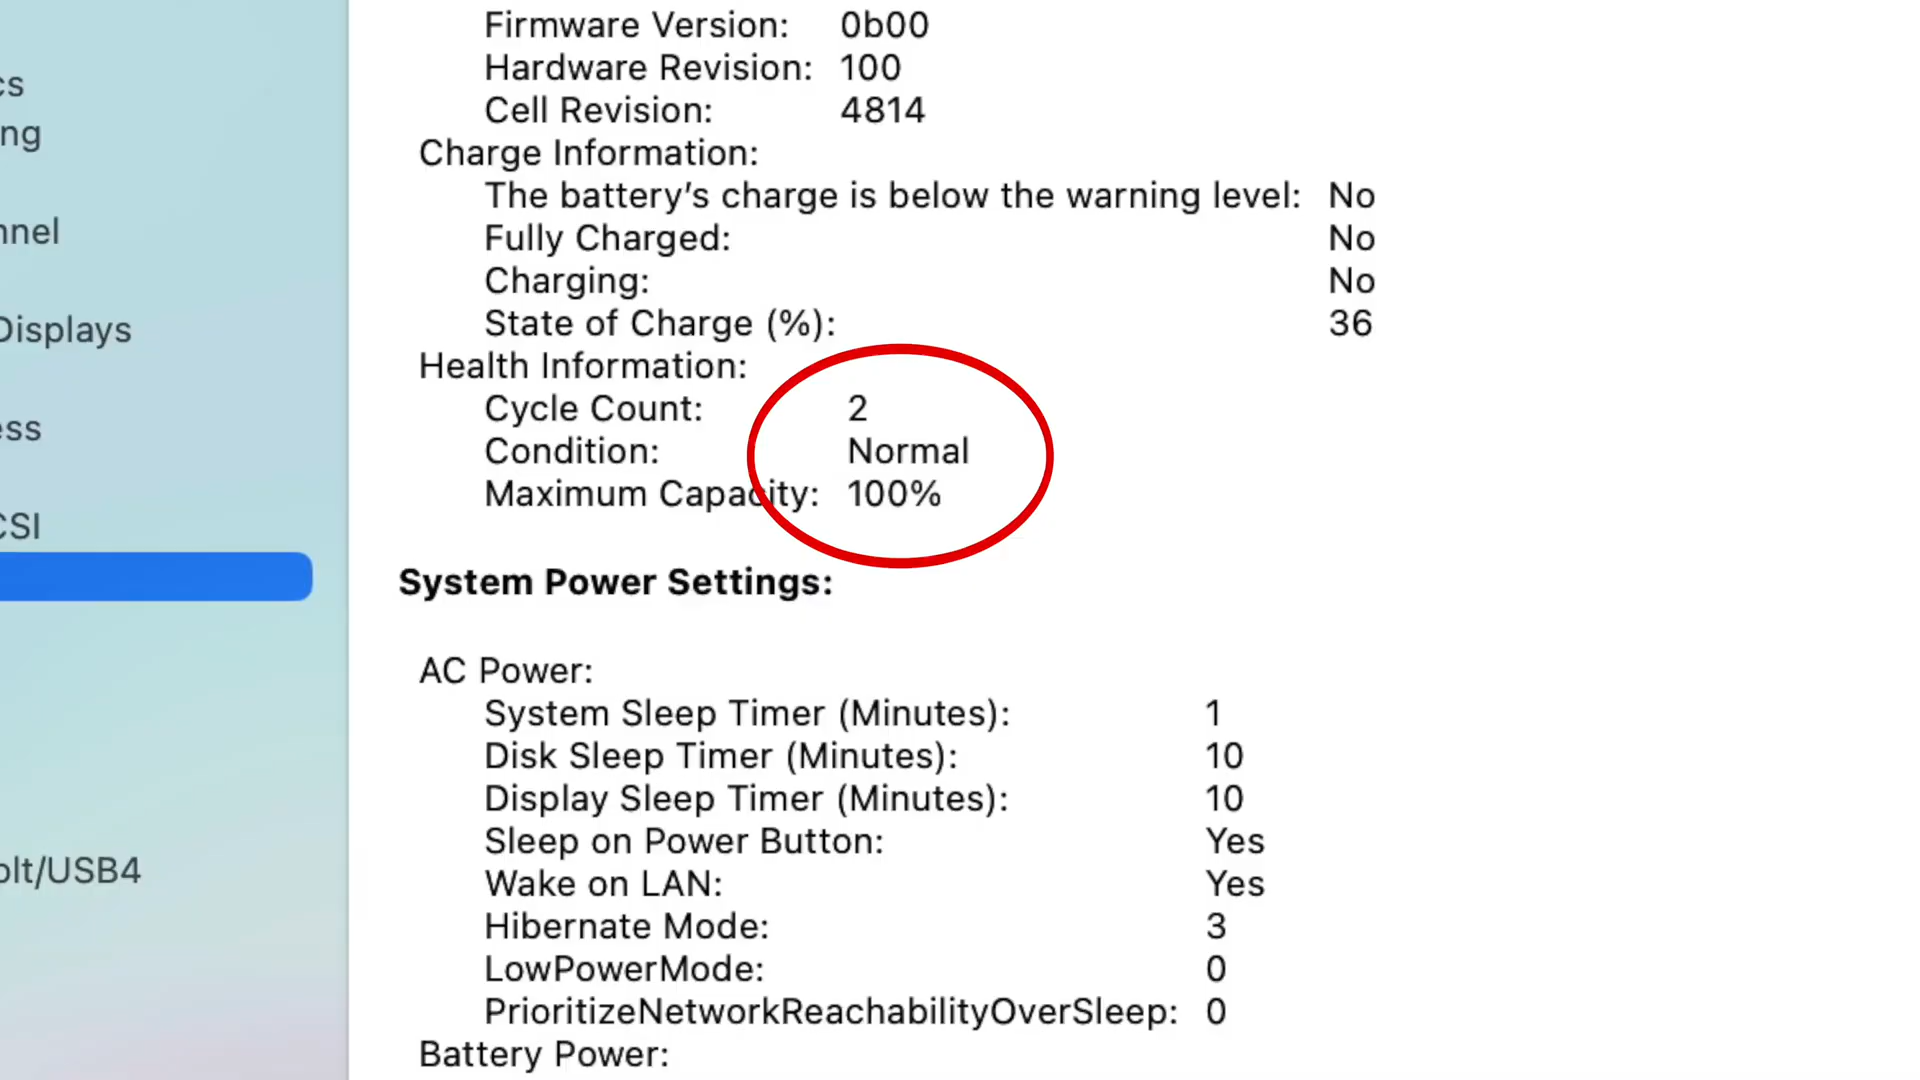 Firmware Version: 0b00
Hardware Revision: 100
Cell Revision: 4814
Charge Information:
The battery’s charge is below the warning level: No
Fully Charged: No
Charging: No
State of Charge (%): 36
Health Information:
Cycle Count: 2
Condition: Normal
Maximum Capacity: 100%
System Power Settings:
AC Power:
System Sleep Timer (Minutes): 1
Disk Sleep Timer (Minutes): 10
Display Sleep Timer (Minutes): 10
Sleep on Power Button: Yes
Wake on LAN: Yes
Hibernate Mode: 3
LowPowerMode: 0
PrioritizeNetworkReachabilityOverSleep: 0
Battery Power:
cs
ng
nnel
Displays
ess
CSI
olt/USB4